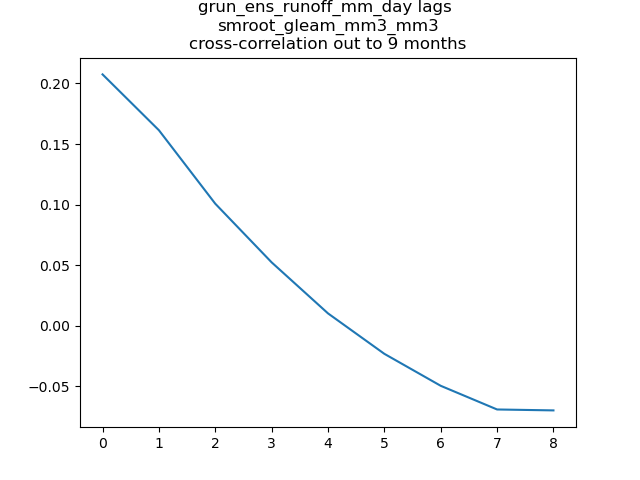 grun_ens_runoff_mm_day lags
smroot_gleam_mm3_mm3
cross-correlation out to 9 months
0.20
0.15
0.10
0.05
0.00
−0.05
0 1 2 3 4 5 6 7 8